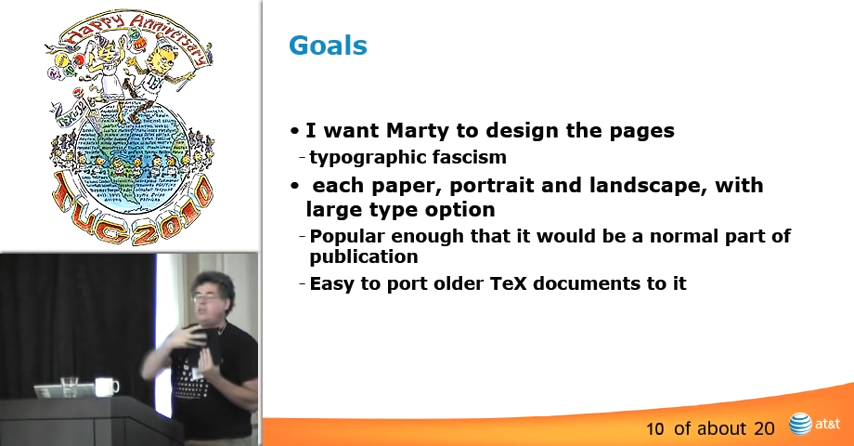 Happy Anniversary
TUG 2010
Goals
• I want Marty to design the pages
- typographic fascism
• each paper, portrait and landscape, with
large type option
- Popular enough that it would be a normal part of
publication
- Easy to port older TeX documents to it
10 of about 20
at&t